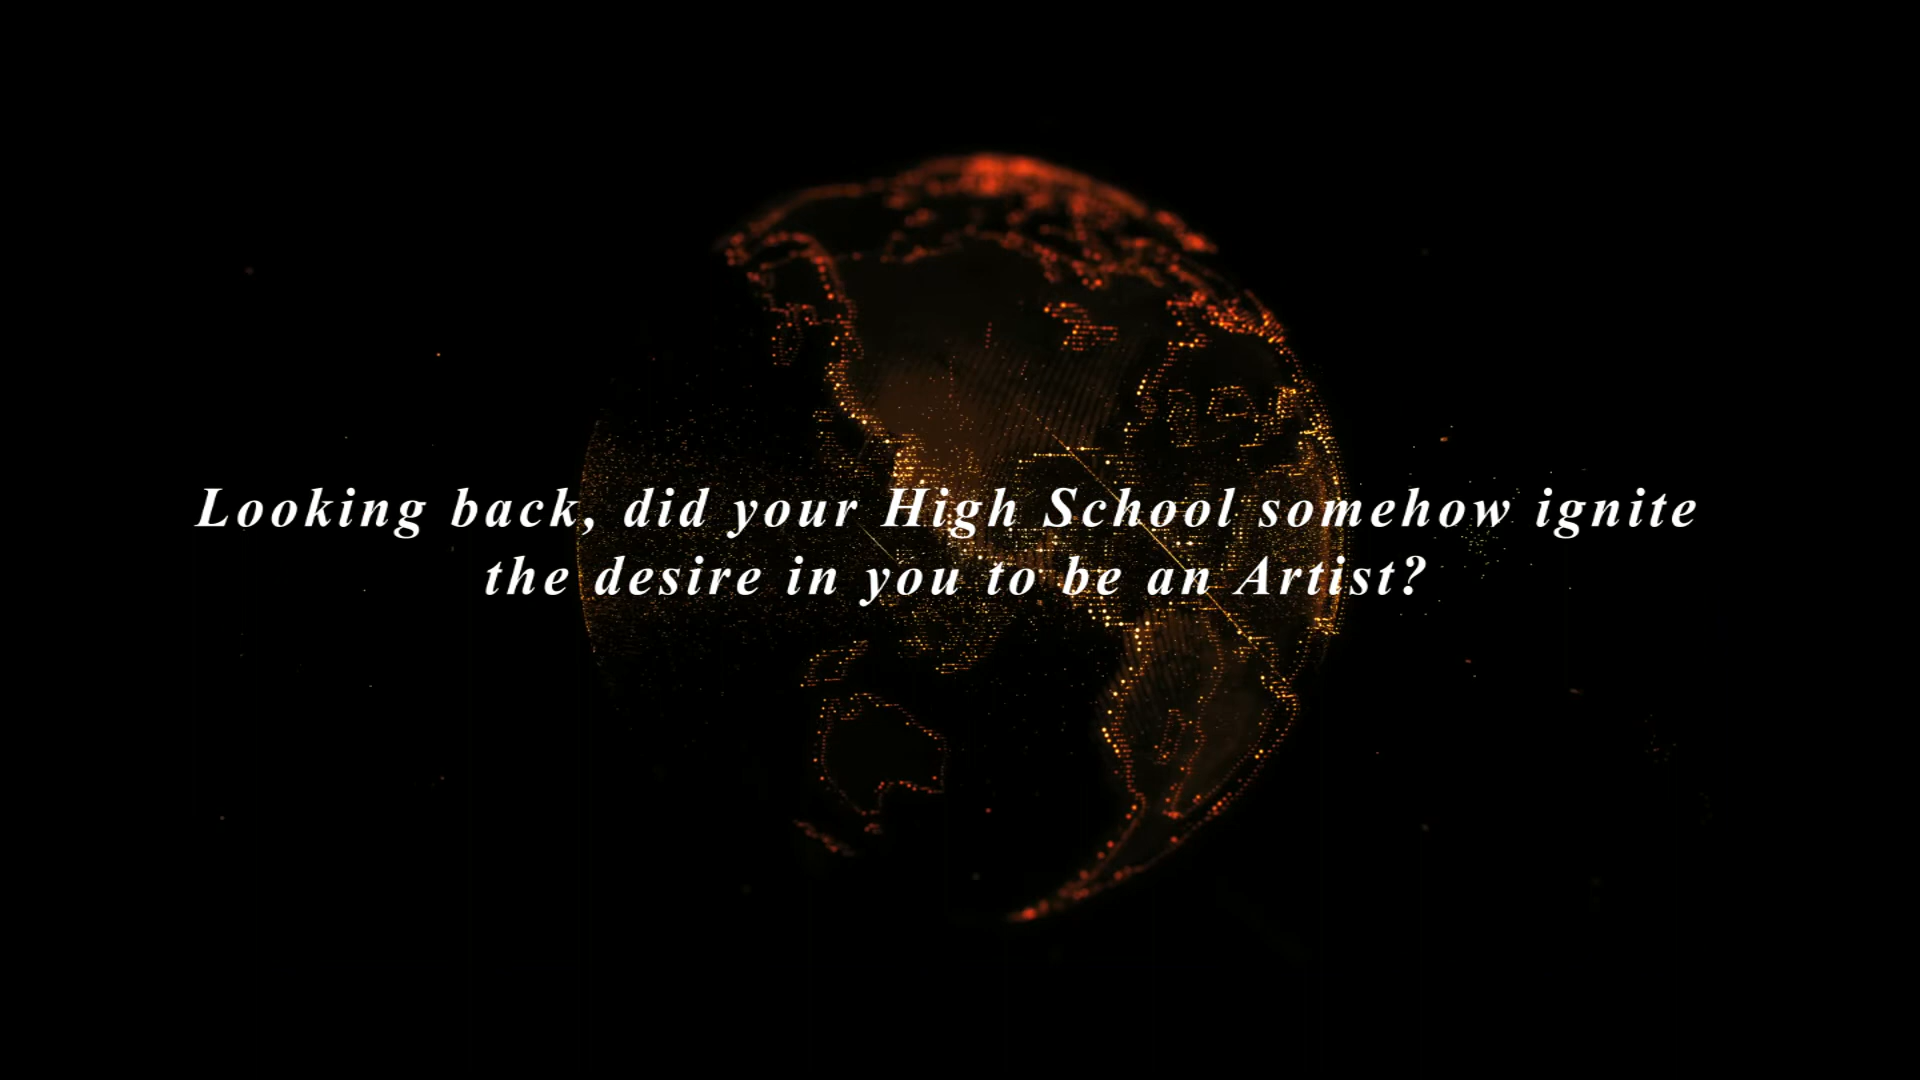 Looking back, did your High School somehow ignite
the desire in you to be an Artist?